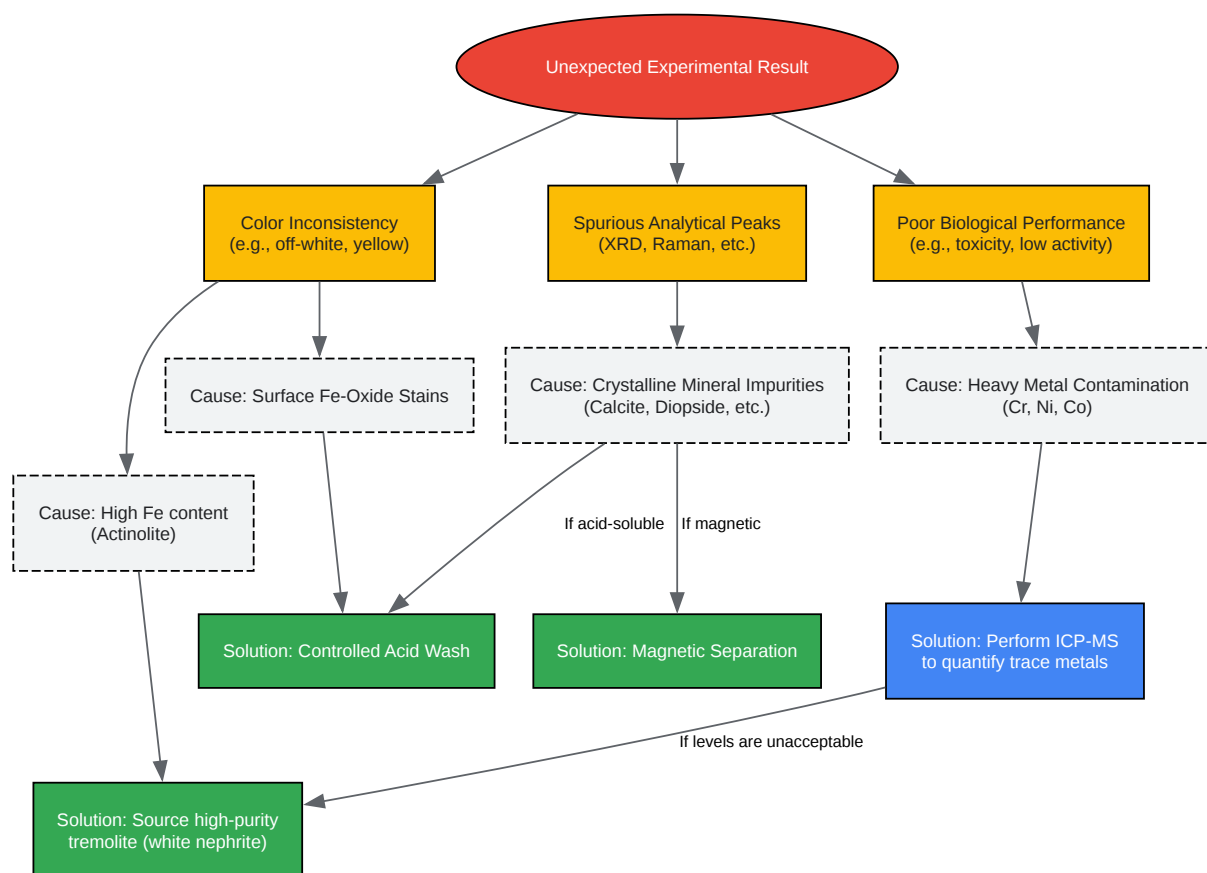 Unexpected Experimental Result
Color Inconsistency
(e.g., off-white, yellow)
Spurious Analytical Peaks
(XRD, Raman, etc.)
Poor Biological Performance
(e.g., toxicity, low activity)
Cause: Surface Fe-Oxide Stains
Cause: Crystalline Mineral Impurities
(Calcite, Diopside, etc.)
Cause: Heavy Metal Contamination
(Cr, Ni, Co)
Cause: High Fe content
(Actinolite)
If acid-soluble
If magnetic
Solution: Controlled Acid Wash
Solution: Magnetic Separation
Solution: Perform ICP-MS
to quantify trace metals
If levels are unacceptable
Solution: Source high-purity
tremolite (white nephrite)